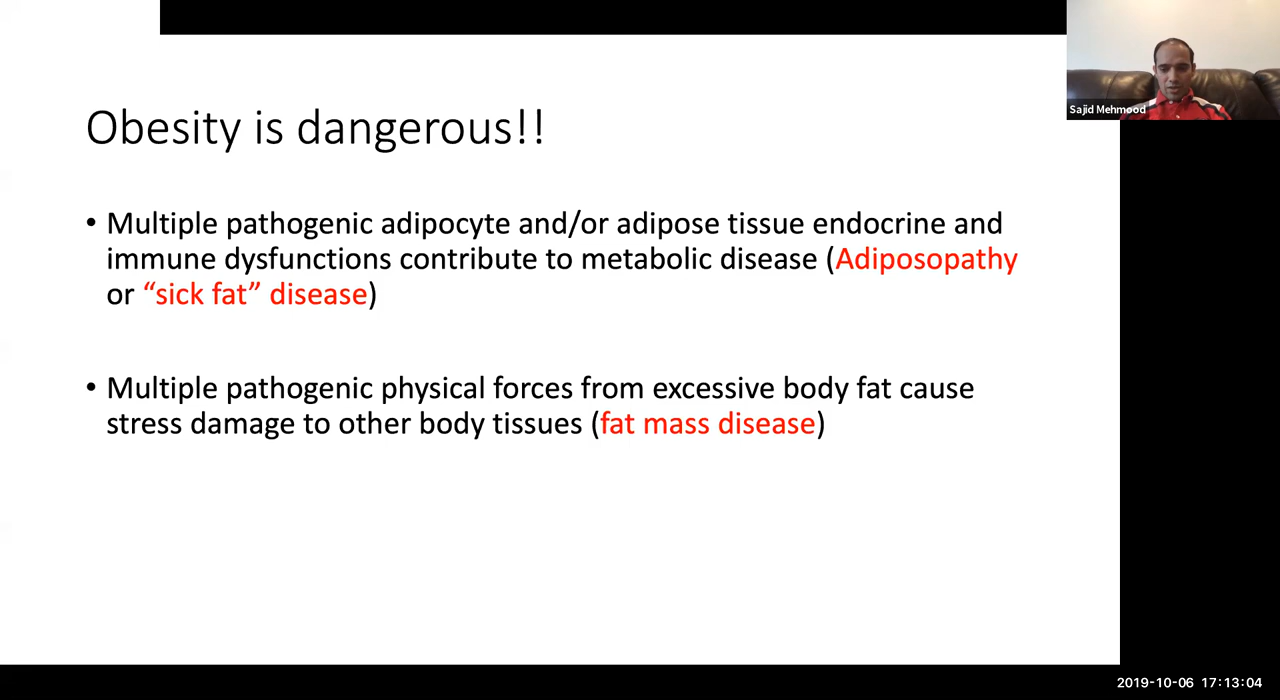 Sajid Mehmood
Obesity is dangerous!!
• Multiple pathogenic adipocyte and/or adipose tissue endocrine and
immune dysfunctions contribute to metabolic disease (Adiposopathy
or “sick fat” disease)
• Multiple pathogenic physical forces from excessive body fat cause
stress damage to other body tissues (fat mass disease)
2019-10-06 17:13:04